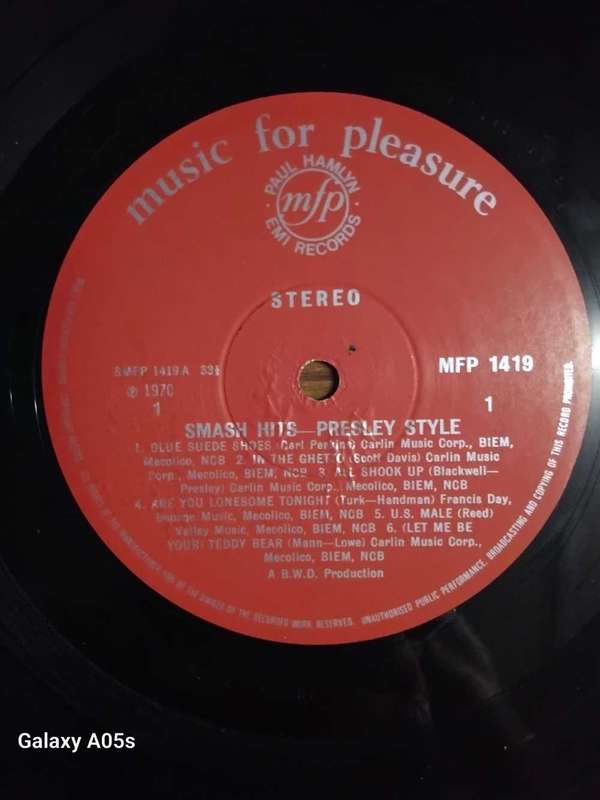 music for pleasure
PAUL HAMLYN
mfp
EMI RECORDS
STEREO
SMFP 1419 A 33⅓
MFP 1419
℗ 1970
1
1
SMASH HITS—PRESLEY STYLE
1. BLUE SUEDE SHOES (Carl Perkins) Carlin Music Corp., BIEM,
Mecolico, NCB 2. IN THE GHETTO (Scott Davis) Carlin Music
Corp., Mecolico, BIEM, NCB 3. ALL SHOOK UP (Blackwell—
Presley) Carlin Music Corp., Mecolico, BIEM, NCB
4. ARE YOU LONESOME TONIGHT (Turk—Handman) Francis Day,
Music, Mecolico, BIEM, NCB 5. U.S. MALE (Reed)
Valley Music, Mecolico, BIEM, NCB 6. (LET ME BE
YOUR) TEDDY BEAR (Mann—Lowe) Carlin Music Corp.,
Mecolico, BIEM, NCB
A B.W.D. Production
OF THE OWNER OF THE RECORDED WORK RESERVED. UNAUTHORISED PUBLIC PERFORMANCE, BROADCASTING AND COPYING OF THIS RECORD PROHIBITED.
Galaxy A05s